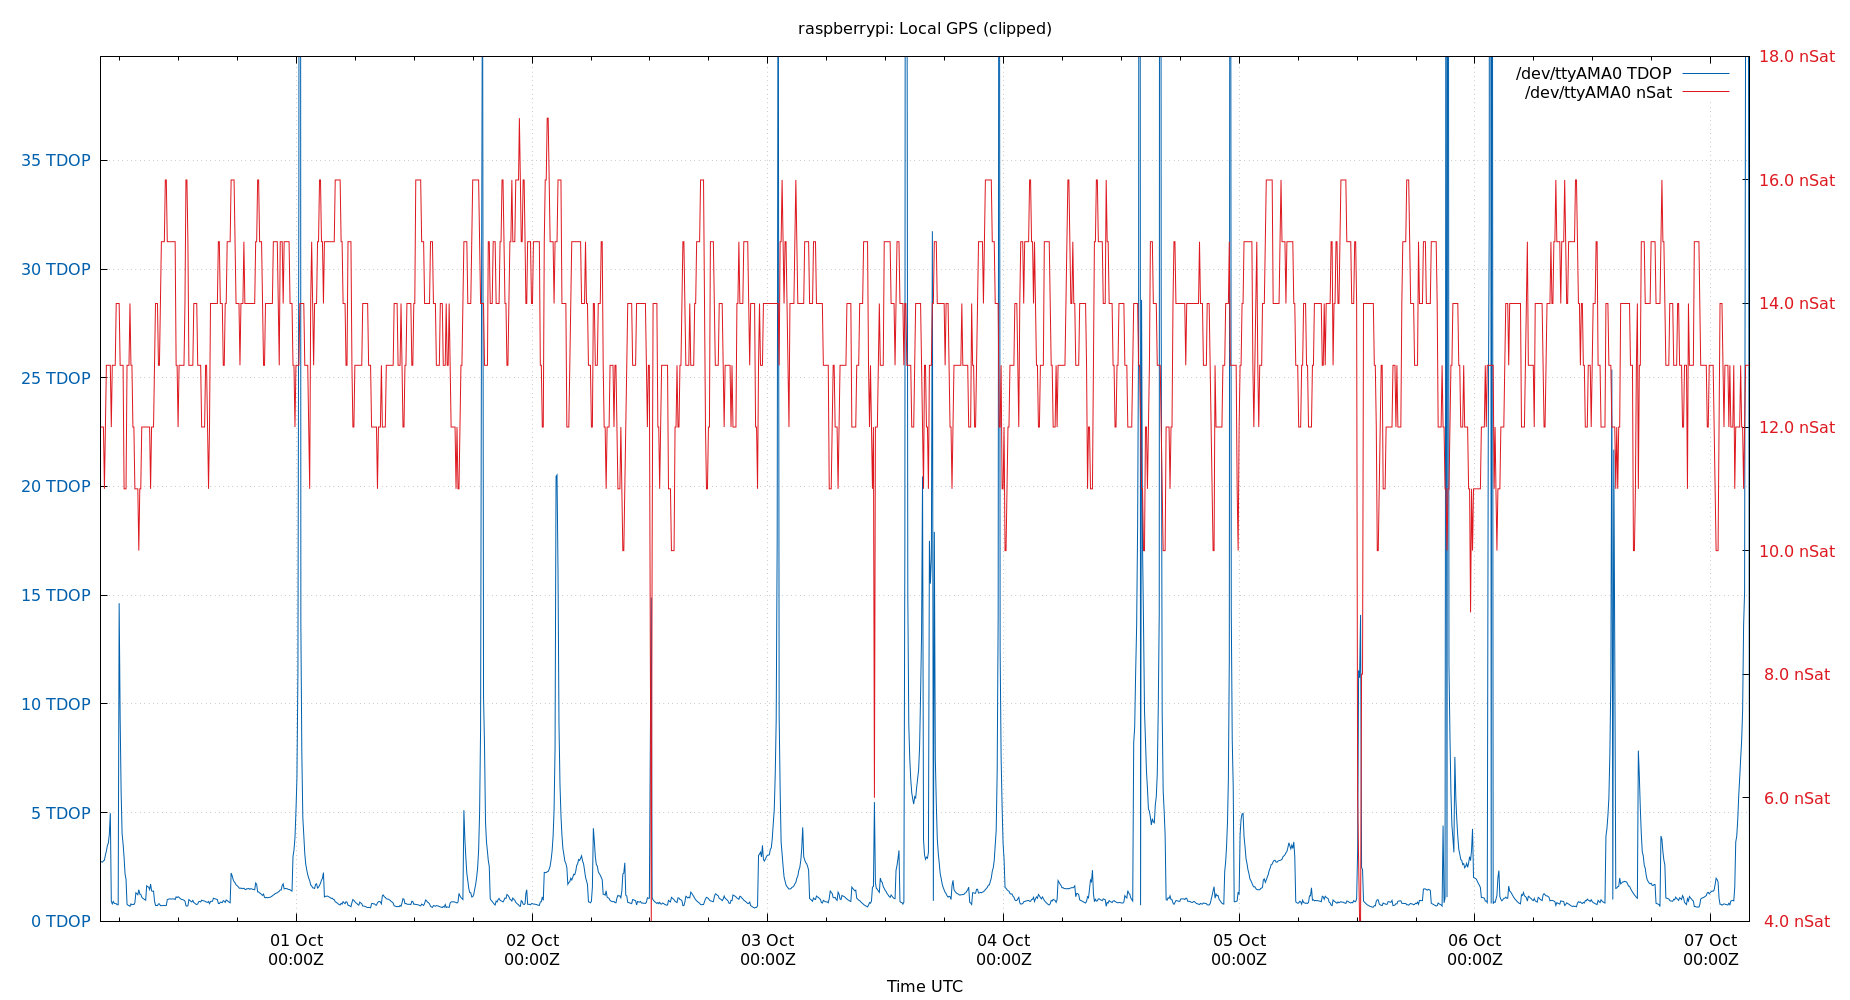 raspberrypi: Local GPS (clipped)
/dev/ttyAMA0 TDOP
/dev/ttyAMA0 nSat
35 TDOP
30 TDOP
25 TDOP
20 TDOP
15 TDOP
10 TDOP
5 TDOP
0 TDOP
18.0 nSat
16.0 nSat
14.0 nSat
12.0 nSat
10.0 nSat
8.0 nSat
6.0 nSat
4.0 nSat
01 Oct 02 Oct 03 Oct 04 Oct 05 Oct 06 Oct 07 Oct
00:00Z 00:00Z 00:00Z 00:00Z 00:00Z 00:00Z 00:00Z
Time UTC